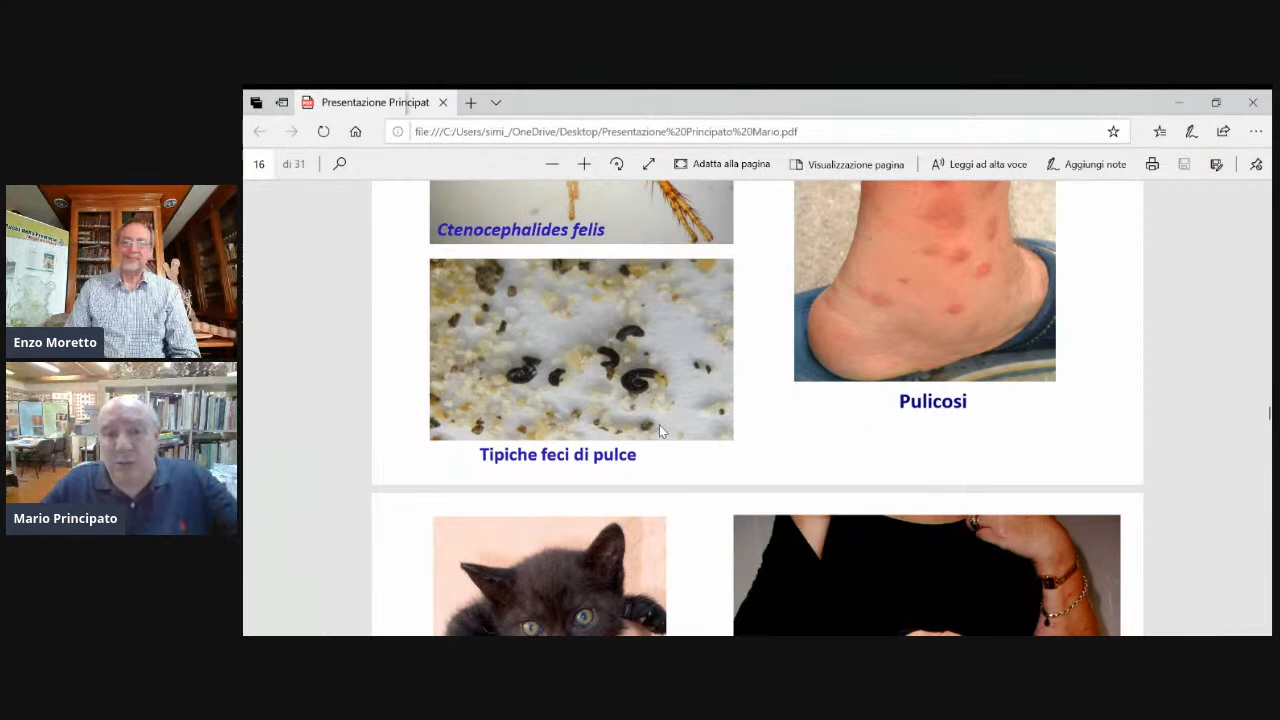 Presentazione Principat
file:///C:/Users/simi_/OneDrive/Desktop/Presentazione%20Principato%20Mario.pdf
16 di 31
Adatta alla pagina
Visualizzazione pagina
Leggi ad alta voce
Aggiungi note
Ctenocephalides felis
Enzo Moretto
Pulicosi
Tipiche feci di pulce
Mario Principato